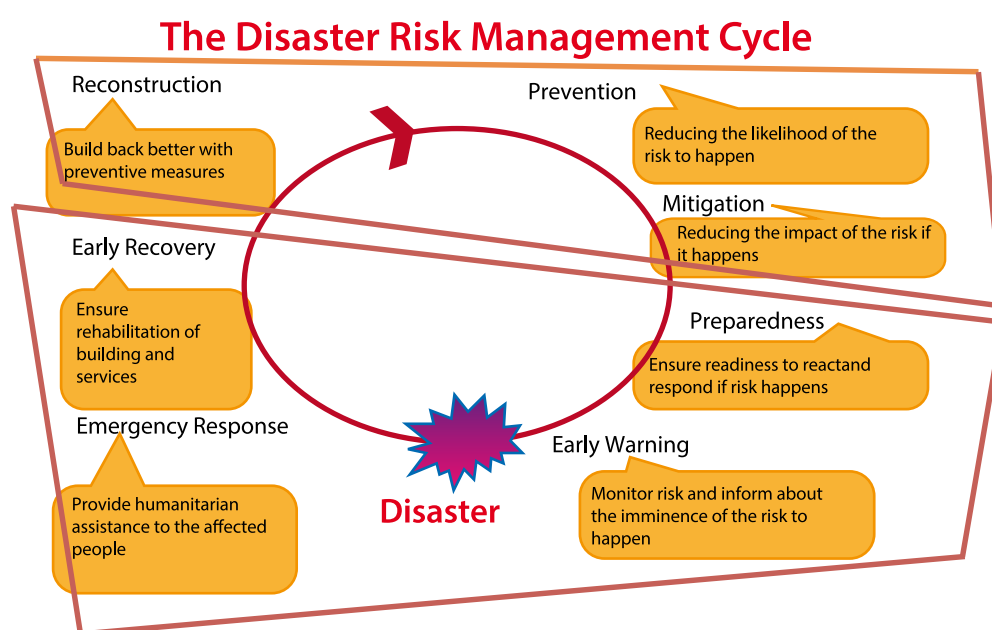 The Disaster Risk Management Cycle
Reconstruction
Build back better with
preventive measures
Prevention
Reducing the likelihood of the
risk to happen
Mitigation
Reducing the impact of the risk if
it happens
Early Recovery
Ensure
rehabilitation of
building and
services
Preparedness
Ensure readiness to reactand
respond if risk happens
Emergency Response
Provide humanitarian
assistance to the affected
people
Disaster
Early Warning
Monitor risk and inform about
the imminence of the risk to
happen